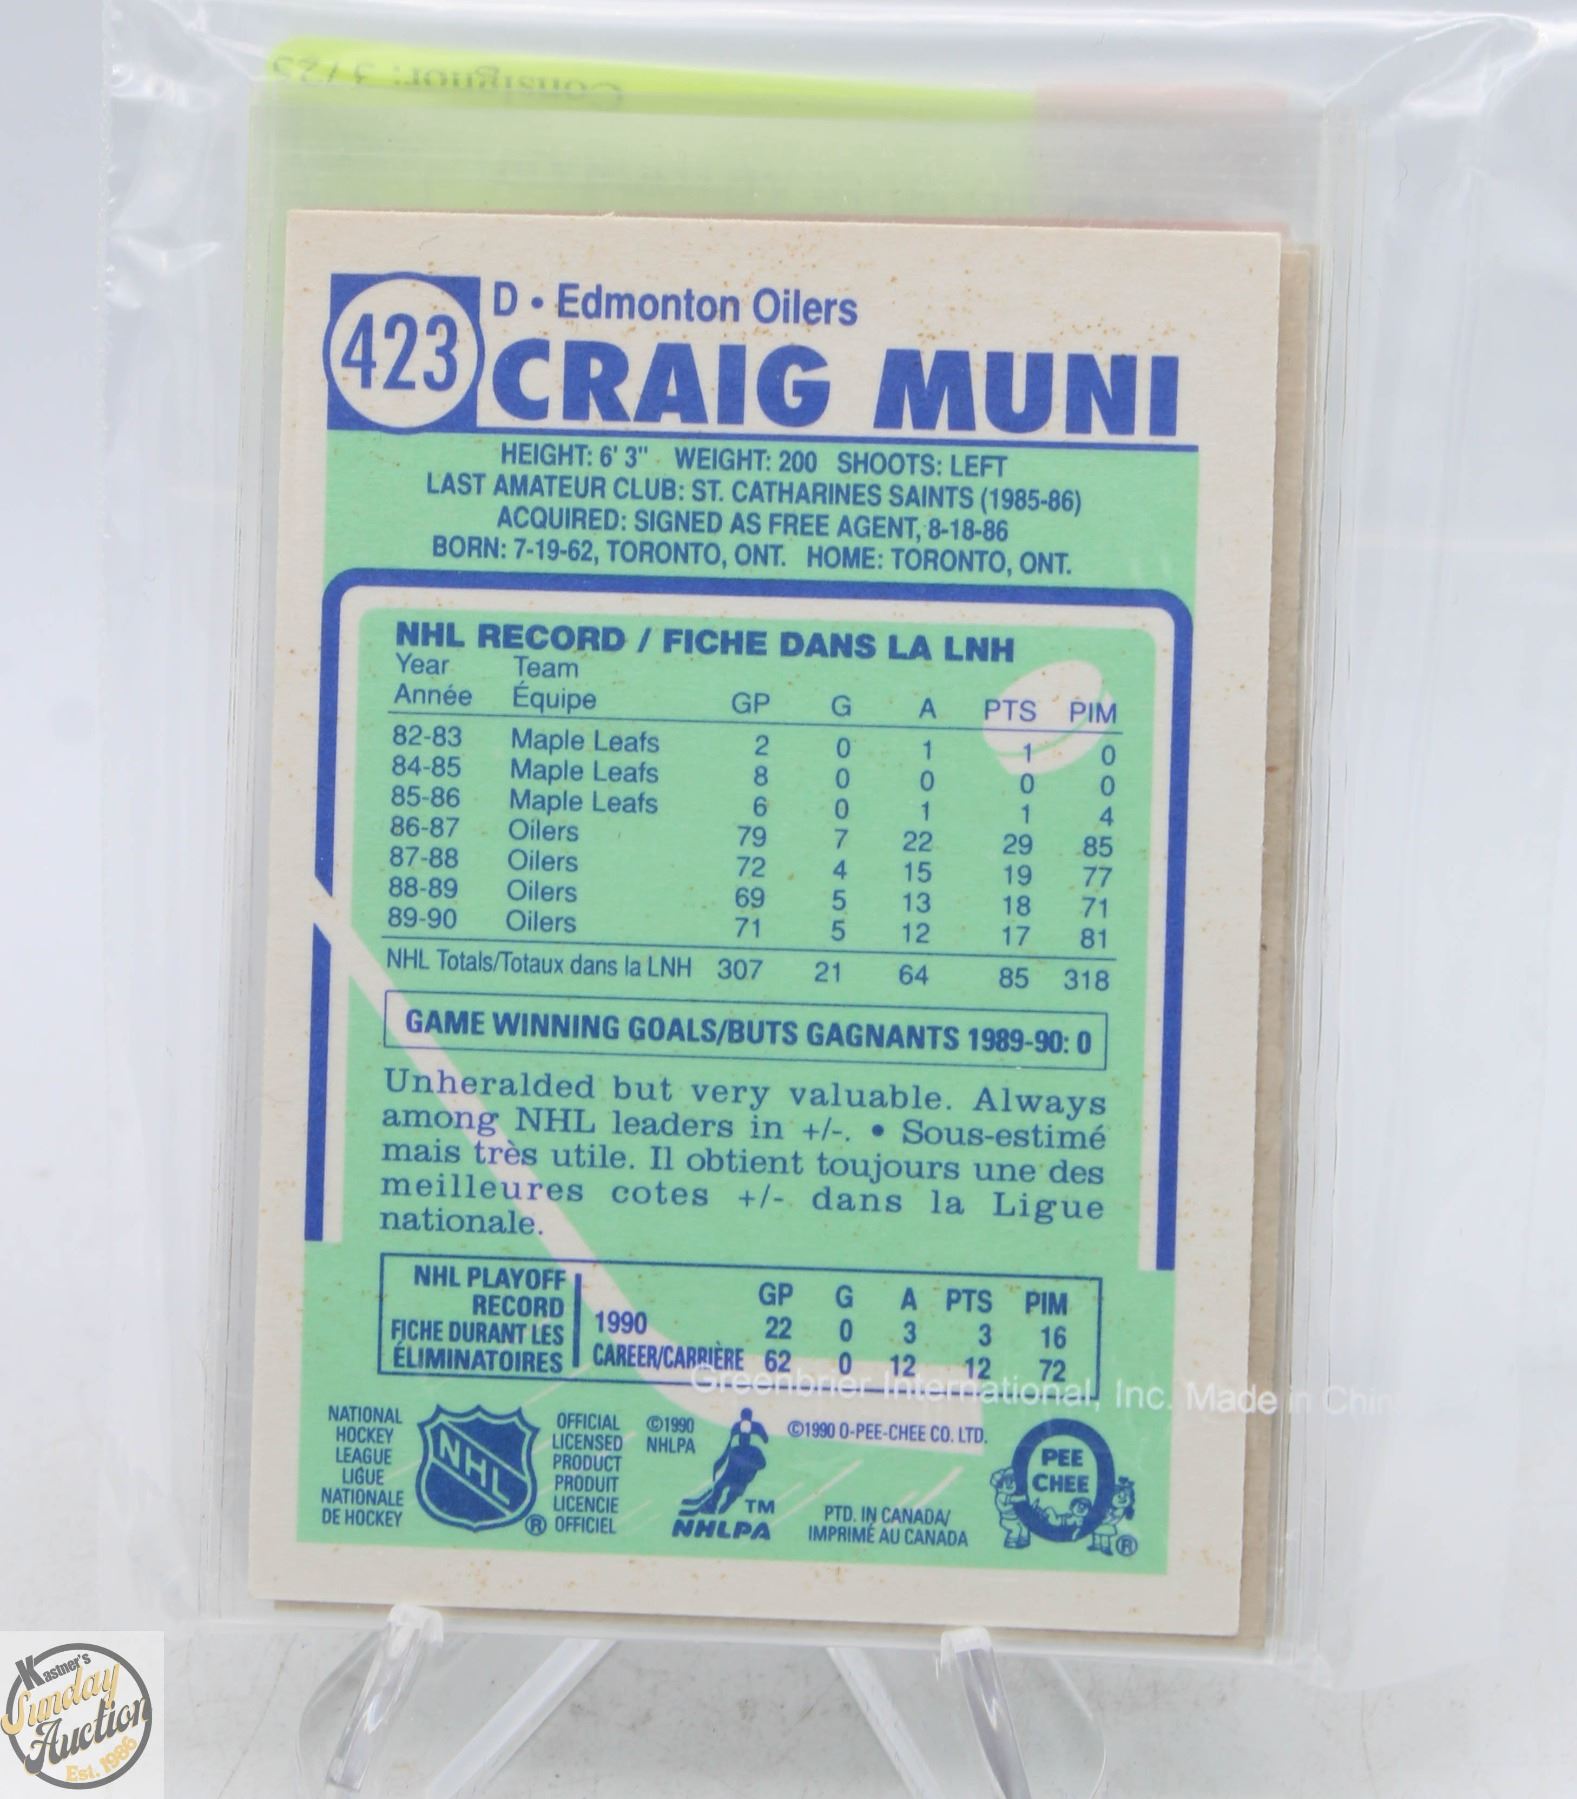 Consignor: 3733
423
D • Edmonton Oilers
CRAIG MUNI
HEIGHT: 6' 3" WEIGHT: 200 SHOOTS: LEFT
LAST AMATEUR CLUB: ST. CATHARINES SAINTS (1985-86)
ACQUIRED: SIGNED AS FREE AGENT, 8-18-86
BORN: 7-19-62, TORONTO, ONT. HOME: TORONTO, ONT.
NHL RECORD / FICHE DANS LA LNH
Year Team
Année Équipe GP G A PTS PIM
82-83 Maple Leafs 2 0 1 1 0
84-85 Maple Leafs 8 0 0 0 0
85-86 Maple Leafs 6 0 1 1 4
86-87 Oilers 79 7 22 29 85
87-88 Oilers 72 4 15 19 77
88-89 Oilers 69 5 13 18 71
89-90 Oilers 71 5 12 17 81
NHL Totals/Totaux dans la LNH 307 21 64 85 318
GAME WINNING GOALS/BUTS GAGNANTS 1989-90: 0
Unheralded but very valuable. Always
among NHL leaders in +/-. • Sous-estimé
mais très utile. Il obtient toujours une des
meilleures cotes +/- dans la Ligue
nationale.
NHL PLAYOFF
RECORD
FICHE DURANT LES
ÉLIMINATOIRES
GP G A PTS PIM
1990 22 0 3 3 16
CAREER/CARRIÈRE 62 0 12 12 72
Greenbrier International, Inc. Made in Chin
NATIONAL
HOCKEY
LEAGUE
LIGUE
NATIONALE
DE HOCKEY
NHL
®
OFFICIAL
LICENSED
PRODUCT
PRODUIT
LICENCIE
OFFICIEL
©1990
NHLPA
TM
NHLPA
©1990 O-PEE-CHEE CO. LTD.
PTD. IN CANADA/
IMPRIMÉ AU CANADA
O
PEE
CHEE
®
Kastner's
Sunday
Auction
Est. 1986